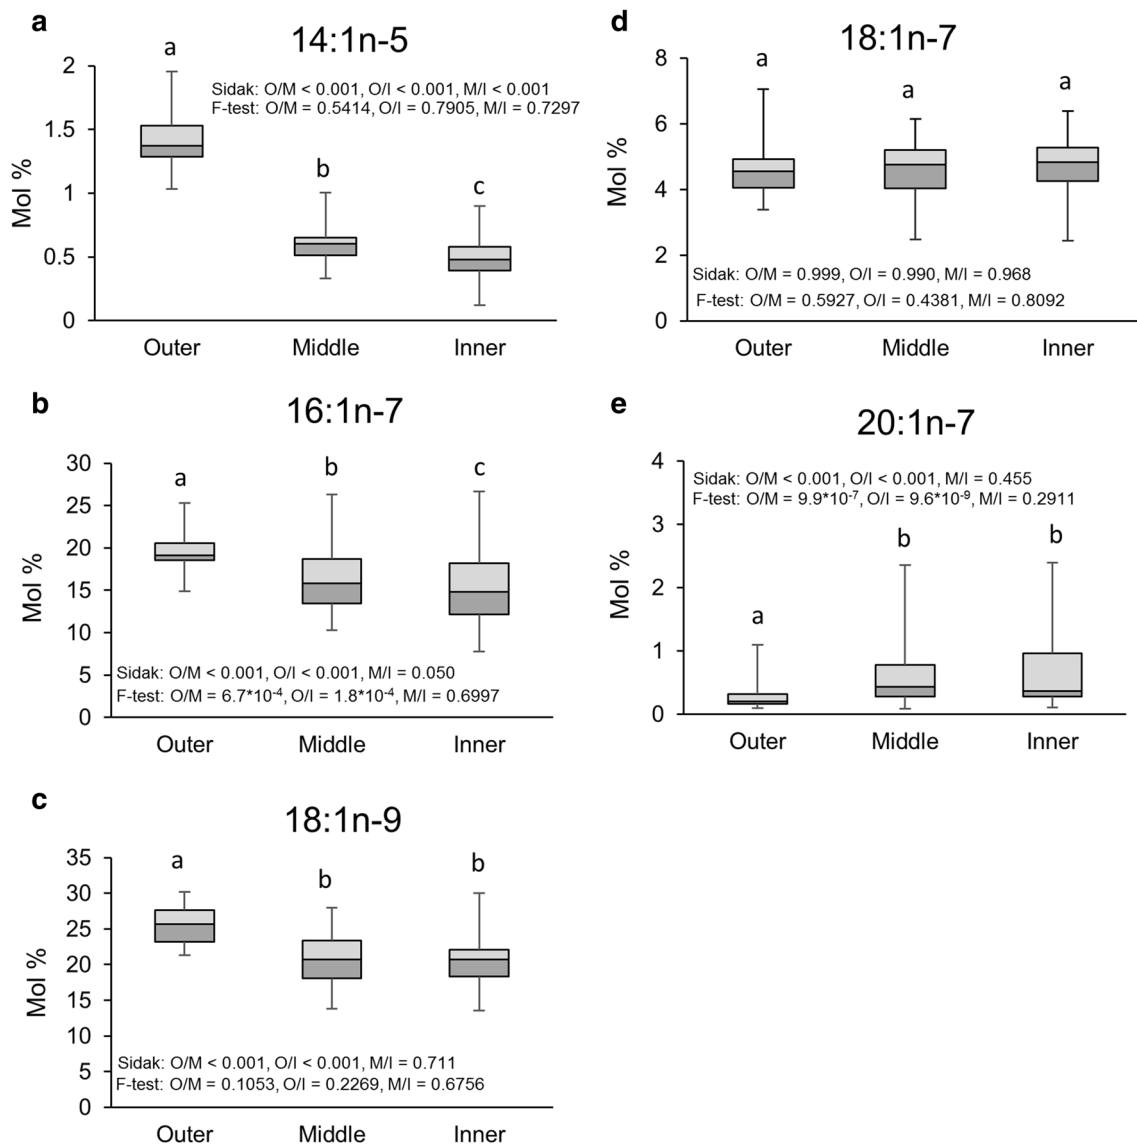 a
14:1n-5
2
1.5
1
0.5
0
Mol %
a
b
c
Sidak: O/M < 0.001, O/I < 0.001, M/I < 0.001
F-test: O/M = 0.5414, O/I = 0.7905, M/I = 0.7297
Outer Middle Inner
b
16:1n-7
30
25
20
15
10
5
0
Mol %
a
b
c
Sidak: O/M < 0.001, O/I < 0.001, M/I = 0.050
F-test: O/M = 6.7*10-4, O/I = 1.8*10-4, M/I = 0.6997
Outer Middle Inner
c
18:1n-9
35
30
25
20
15
10
5
0
Mol %
a
b
b
Sidak: O/M < 0.001, O/I < 0.001, M/I = 0.711
F-test: O/M = 0.1053, O/I = 0.2269, M/I = 0.6756
Outer Middle Inner
d
18:1n-7
8
6
4
2
0
Mol %
a
a
a
Sidak: O/M = 0.999, O/I = 0.990, M/I = 0.968
F-test: O/M = 0.5927, O/I = 0.4381, M/I = 0.8092
Outer Middle Inner
e
20:1n-7
4
3
2
1
0
Mol %
Sidak: O/M < 0.001, O/I < 0.001, M/I = 0.455
F-test: O/M = 9.9*10-7, O/I = 9.6*10-9, M/I = 0.2911
a
b
b
Outer Middle Inner